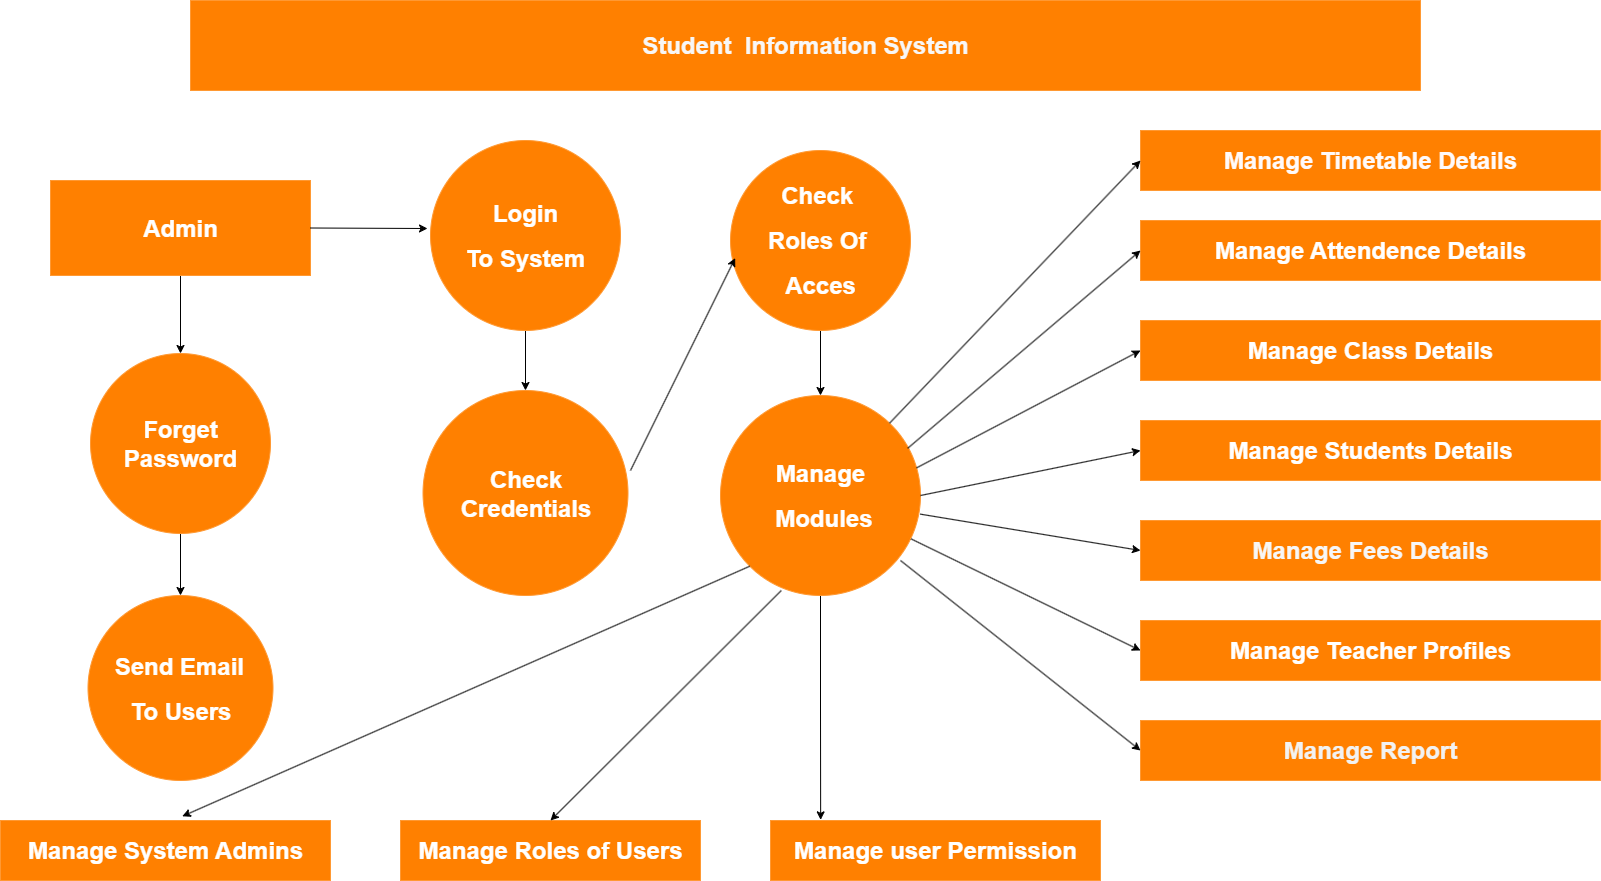 Student  Information System
Admin
Login
To System
Check
Roles Of
Acces
Forget
Password
Check
Credentials
Manage
Modules
Send Email
To Users
Manage Timetable Details
Manage Attendence Details
Manage Class Details
Manage Students Details
Manage Fees Details
Manage Teacher Profiles
Manage Report
Manage System Admins
Manage Roles of Users
Manage user Permission